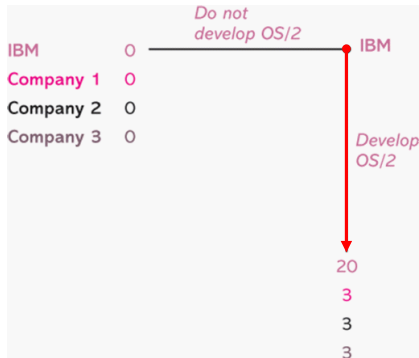 Do not
develop OS/2
IBM 0
IBM
Company 1 0
Company 2 0
Company 3 0
Develop
OS/2
20
3
3
3